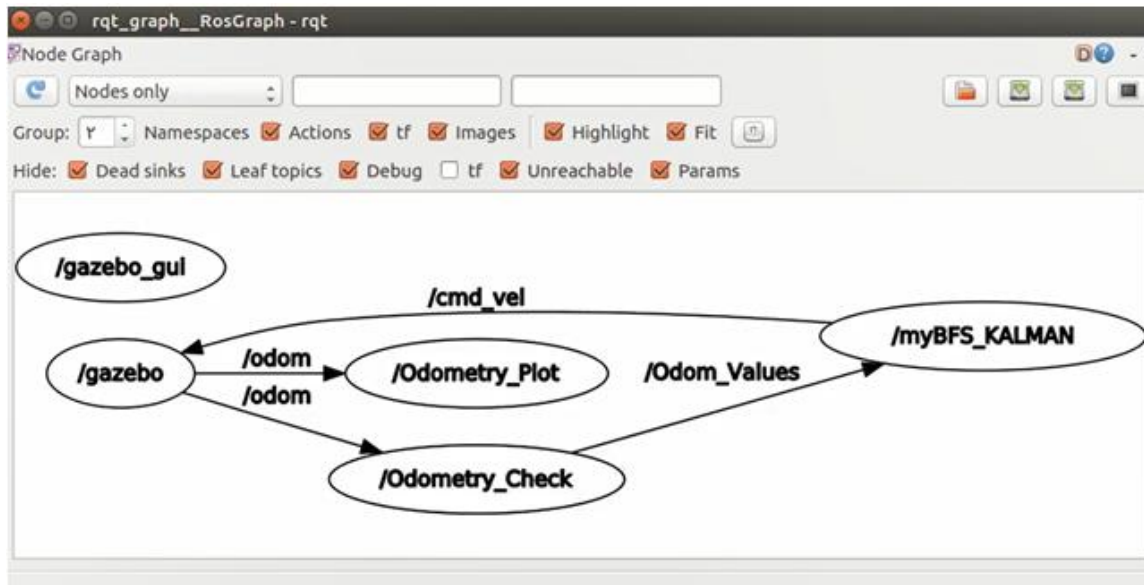 rqt_graph__RosGraph - rqt
Node Graph
D ? -
Nodes only
Group: ٢ Namespaces Actions tf Images Highlight Fit
Hide: Dead sinks Leaf topics Debug tf Unreachable Params
/gazebo_gui
/cmd_vel
/myBFS_KALMAN
/odom
/gazebo
/Odometry_Plot
/Odom_Values
/odom
/Odometry_Check